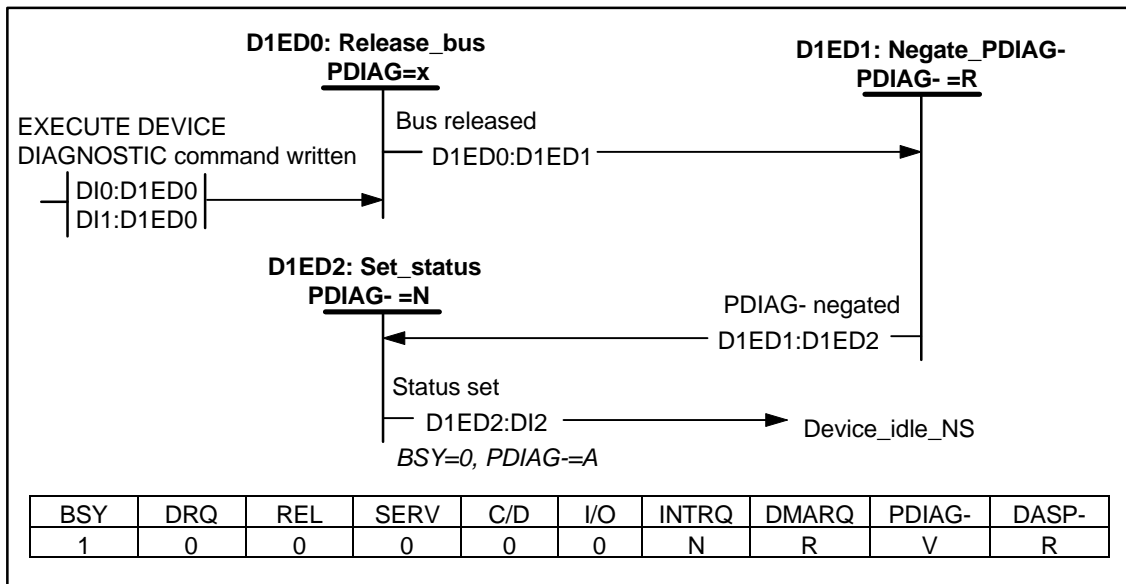 D1ED0: Release_bus
PDIAG=x
D1ED1: Negate_PDIAG-
PDIAG- =R
EXECUTE DEVICE
DIAGNOSTIC command written
DI0:D1ED0
DI1:D1ED0
Bus released
D1ED0:D1ED1
D1ED2: Set_status
PDIAG- =N
PDIAG- negated
D1ED1:D1ED2
Status set
D1ED2:DI2
Device_idle_NS
BSY=0, PDIAG-=A
BSY DRQ REL SERV C/D I/O INTRQ DMARQ PDIAG- DASP-
1 0 0 0 0 0 N R V R